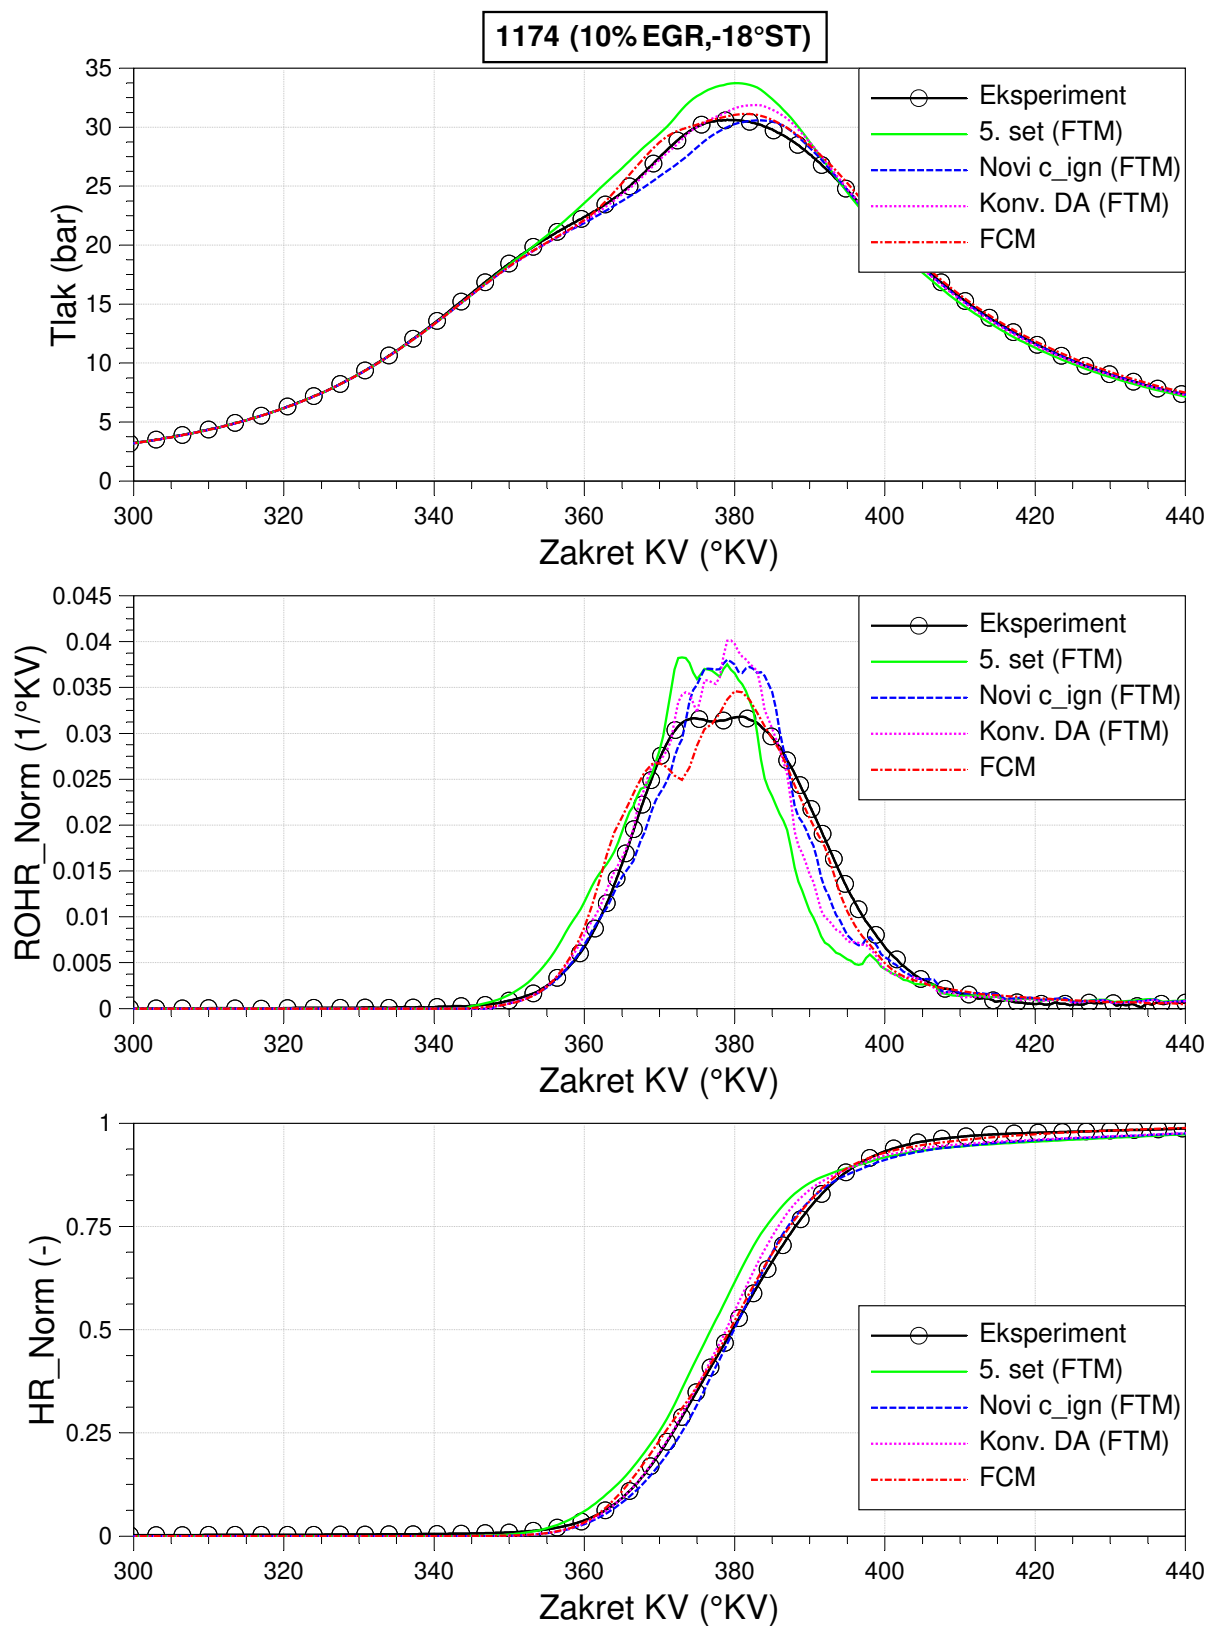 1174 (10% EGR,-18°ST)
35
30
25
20
15
10
5
0
Tlak (bar)
Eksperiment
5. set (FTM)
Novi c_ign (FTM)
Konv. DA (FTM)
FCM
300 320 340 360 380 400 420 440
Zakret KV (°KV)
0.045
0.04
0.035
0.03
0.025
0.02
0.015
0.01
0.005
0
ROHR_Norm (1/°KV)
Eksperiment
5. set (FTM)
Novi c_ign (FTM)
Konv. DA (FTM)
FCM
300 320 340 360 380 400 420 440
Zakret KV (°KV)
1
0.75
0.5
0.25
0
HR_Norm (-)
Eksperiment
5. set (FTM)
Novi c_ign (FTM)
Konv. DA (FTM)
FCM
300 320 340 360 380 400 420 440
Zakret KV (°KV)